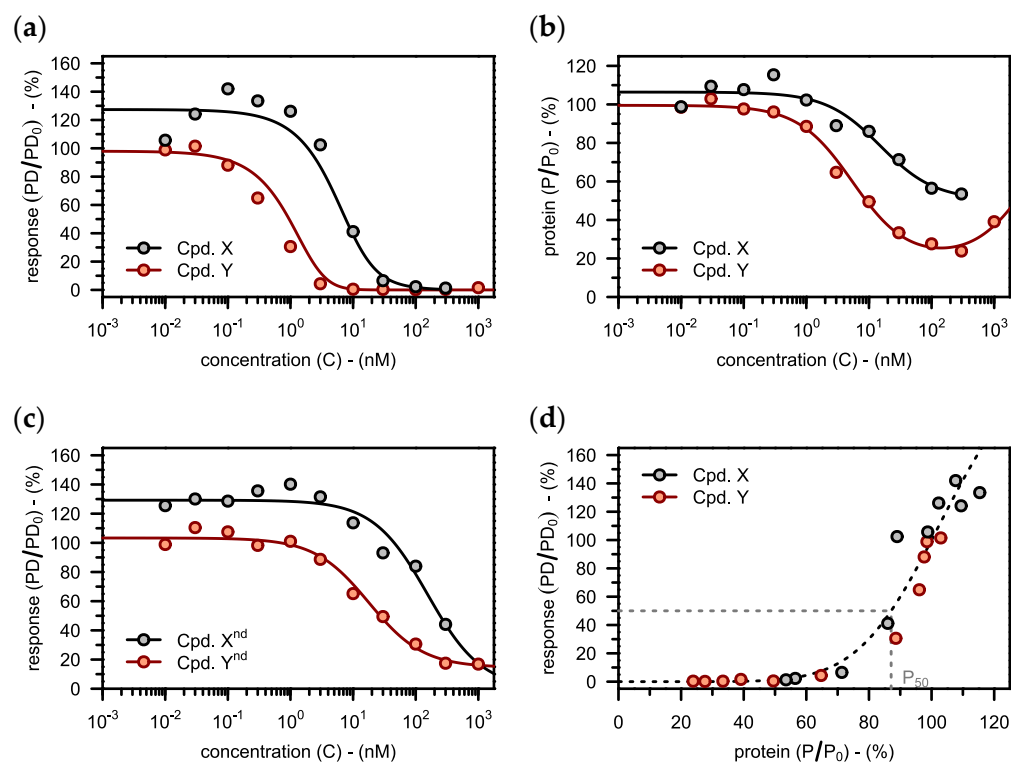 (a)
response (PD/PD0) - (%)
160
140
120
100
80
60
40
20
0
Cpd. X
Cpd. Y
10-3 10-2 10-1 100 101 102 103
concentration (C) - (nM)
(b)
protein (P/P0) - (%)
120
100
80
60
40
20
0
Cpd. X
Cpd. Y
10-3 10-2 10-1 100 101 102 103
concentration (C) - (nM)
(c)
response (PD/PD0) - (%)
160
140
120
100
80
60
40
20
0
Cpd. Xnd
Cpd. Ynd
10-3 10-2 10-1 100 101 102 103
concentration (C) - (nM)
(d)
response (PD/PD0) - (%)
160
140
120
100
80
60
40
20
0
Cpd. X
Cpd. Y
P50
0 20 40 60 80 100 120
protein (P/P0) - (%)